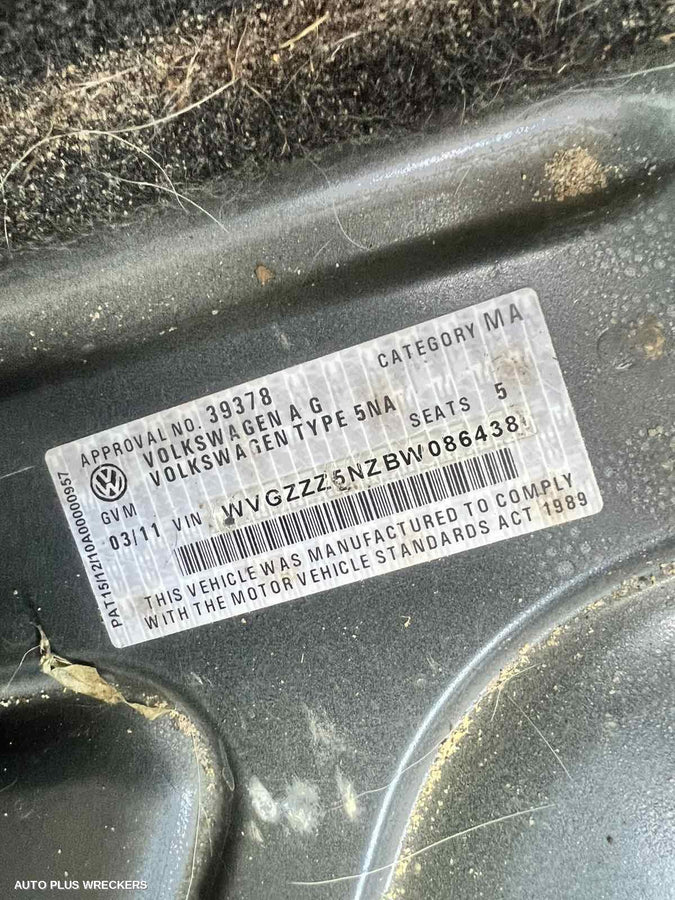 APPROVAL NO. 39378
CATEGORY MA
VOLKSWAGEN A G
VOLKSWAGEN TYPE 5NA
SEATS 5
GVM
03/11 VIN WVGZZZ5NZBW086438
THIS VEHICLE WAS MANUFACTURED TO COMPLY
WITH THE MOTOR VEHICLE STANDARDS ACT 1989
PAT15/12/10A00000957
AUTO PLUS WRECKERS